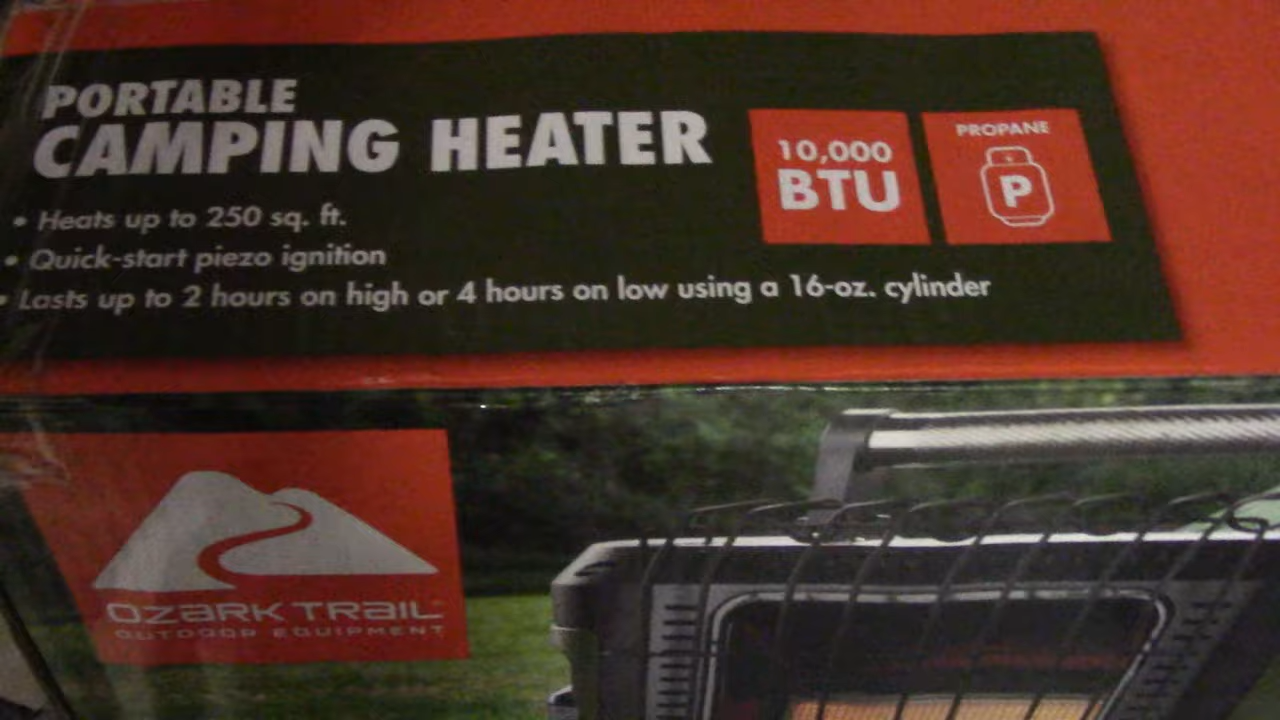 PORTABLE
CAMPING HEATER
• Heats up to 250 sq. ft.
• Quick-start piezo ignition
• Lasts up to 2 hours on high or 4 hours on low using a 16-oz. cylinder
10,000
BTU
PROPANE
P
OZARK TRAIL
OUTDOOR EQUIPMENT